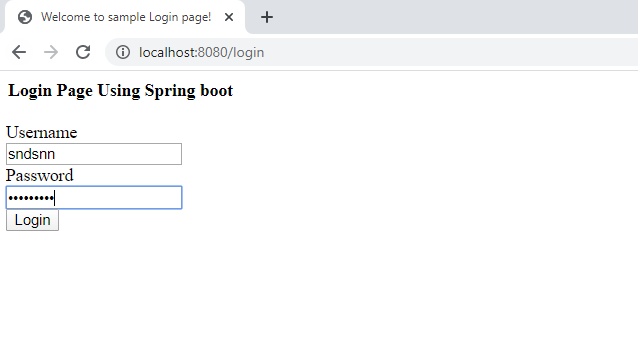 Welcome to sample Login page!
localhost:8080/login
Login Page Using Spring boot
Username
sndsnn
Password
•••••••••
Login